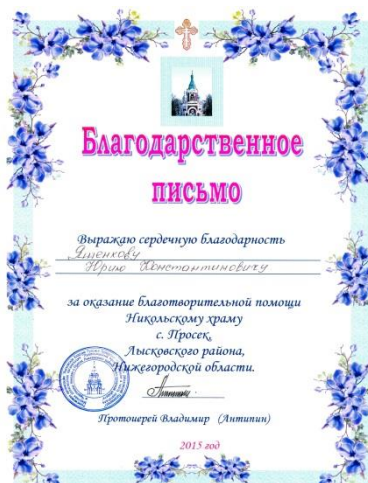 Благодарственное
письмо
Выражаю сердечную благодарность
Яшенкову
Юрию Константиновичу
за оказание благотворительной помощи
Никольскому храму
с. Просек,
Лысковского района,
Нижегородской области.
Протоиерей Владимир (Антипин)
2015 год